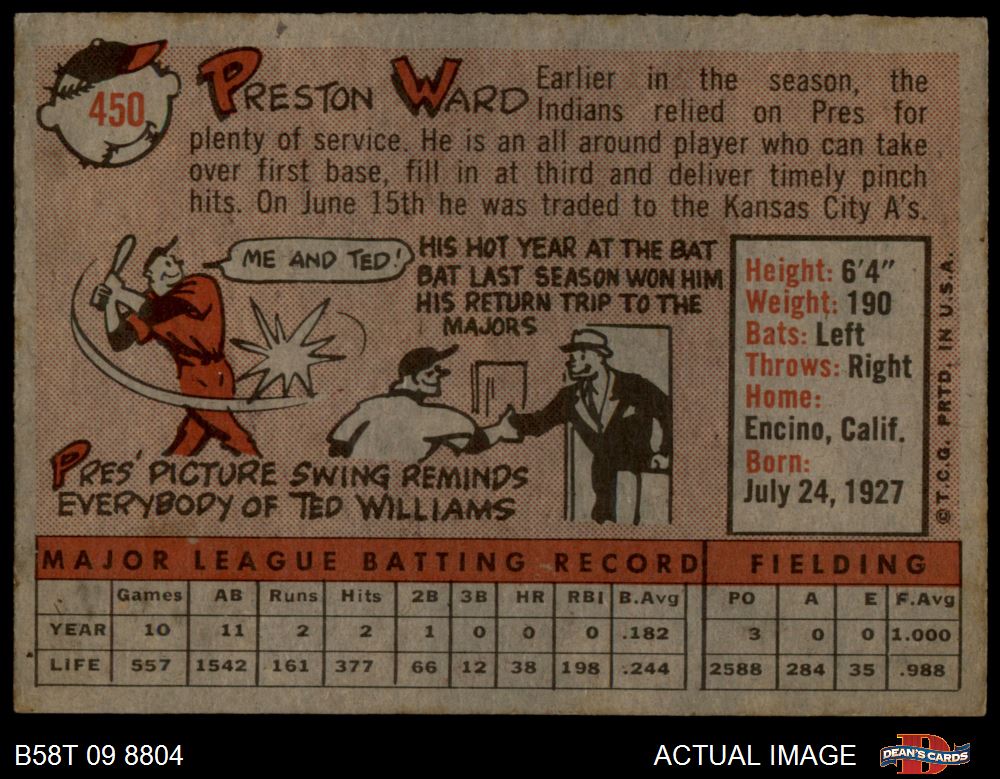 450
PRESTON WARD
Earlier in the season, the
Indians relied on Pres for
plenty of service. He is an all around player who can take
over first base, fill in at third and deliver timely pinch
hits. On June 15th he was traded to the Kansas City A's.
ME AND TED!
HIS HOT YEAR AT THE BAT
BAT LAST SEASON WON HIM
HIS RETURN TRIP TO THE
MAJORS
PRES' PICTURE SWING REMINDS
EVERYBODY OF TED WILLIAMS
Height: 6'4"
Weight: 190
Bats: Left
Throws: Right
Home:
Encino, Calif.
Born:
July 24, 1927
© T.C.G. PRTD. IN U.S.A.
MAJOR LEAGUE BATTING RECORD FIELDING
Games AB Runs Hits 2B 3B HR RBI B.Avg PO A E F.Avg
YEAR 10 11 2 2 1 0 0 0 .182 3 0 0 1.000
LIFE 557 1542 161 377 66 12 38 198 .244 2588 284 35 .988
B58T 09 8804
ACTUAL IMAGE
DEAN'S CARDS